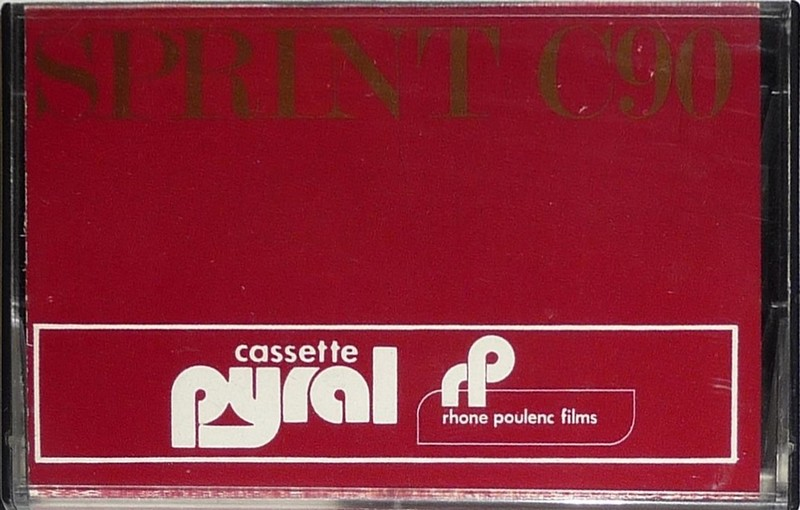 SPRINT C90
cassette
pyral
rp
rhone poulenc films